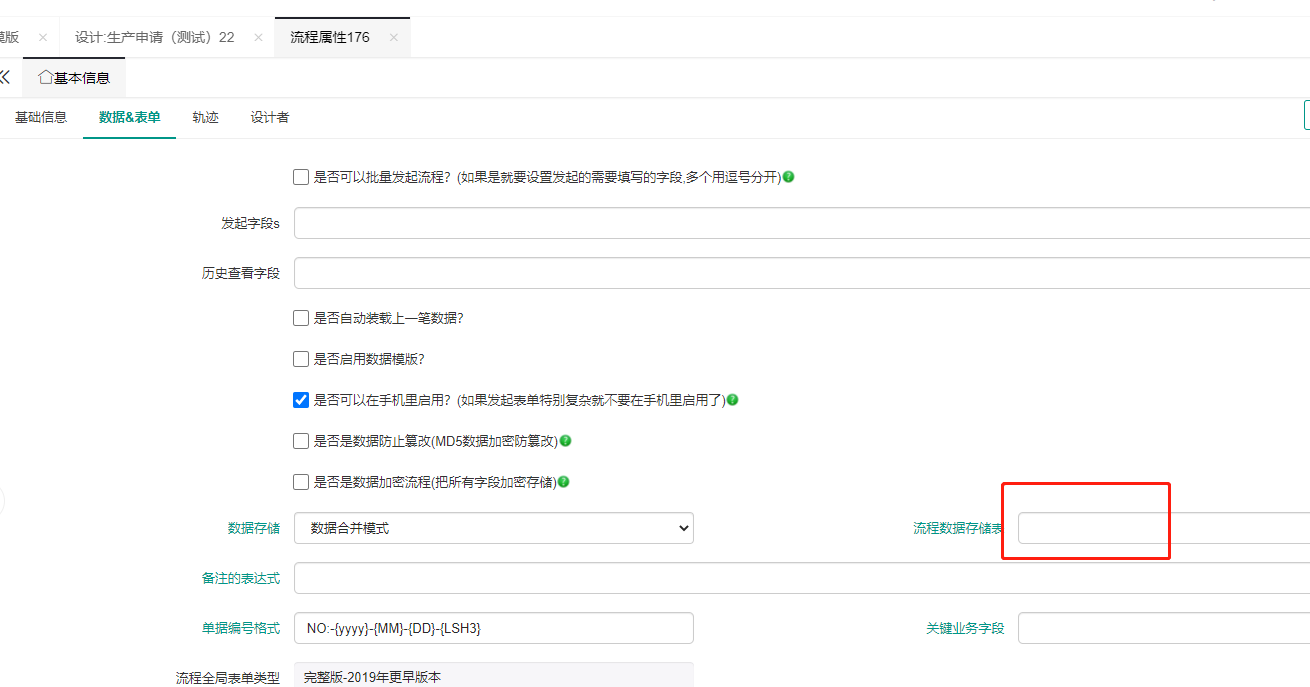 模版 × 设计:生产申请（测试）22 × 流程属性176 ×
基本信息
基础信息 数据&表单 轨迹 设计者
是否可以批量发起流程？(如果是就要设置发起的需要填写的字段,多个用逗号分开)
发起字段s
历史查看字段
是否自动装载上一笔数据?
是否启用数据模版?
是否可以在手机里启用？(如果发起表单特别复杂就不要在手机里启用了)
是否是数据防止篡改(MD5数据加密防篡改)
是否是数据加密流程(把所有字段加密存储)
数据存储 数据合并模式 流程数据存储表
备注的表达式
单据编号格式 NO:-{yyyy}-{MM}-{DD}-{LSH3} 关键业务字段
流程全局表单类型 完整版-2019年更早版本